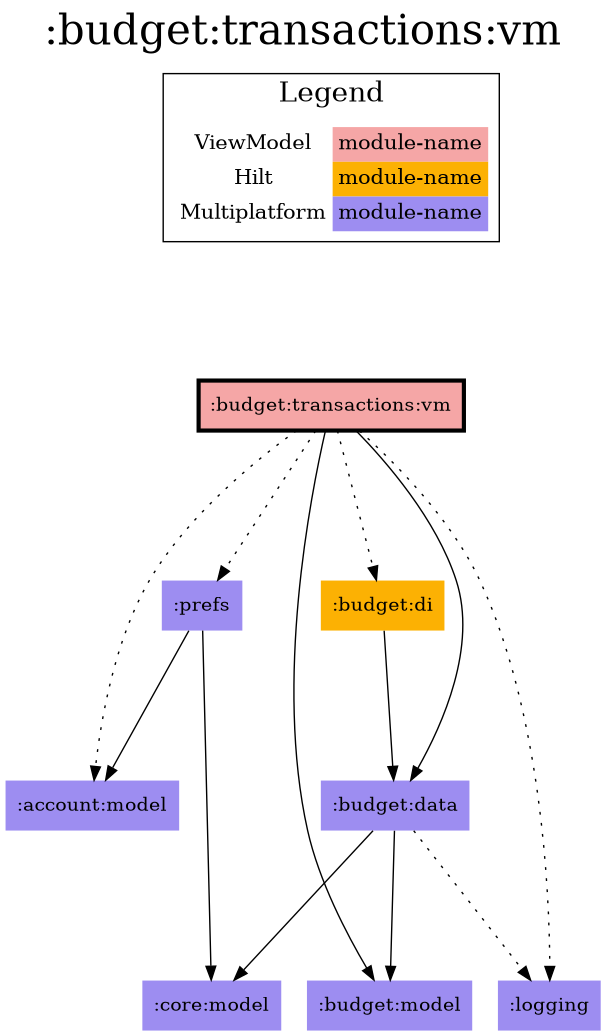 :budget:transactions:vm
Legend
ViewModel module-name
Hilt module-name
Multiplatform module-name
:budget:transactions:vm
:prefs
:budget:di
:account:model
:budget:data
:core:model
:budget:model
:logging